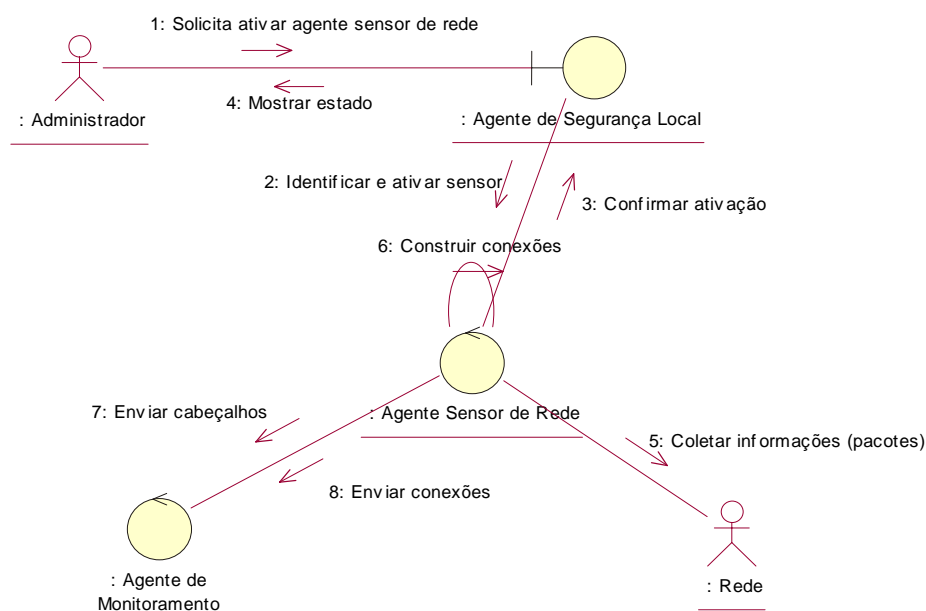 1: Solicita ativar agente sensor de rede
4: Mostrar estado
: Administrador
: Agente de Segurança Local
2: Identificar e ativar sensor
3: Confirmar ativação
6: Construir conexões
7: Enviar cabeçalhos
: Agente Sensor de Rede
5: Coletar informações (pacotes)
8: Enviar conexões
: Agente de
Monitoramento
: Rede